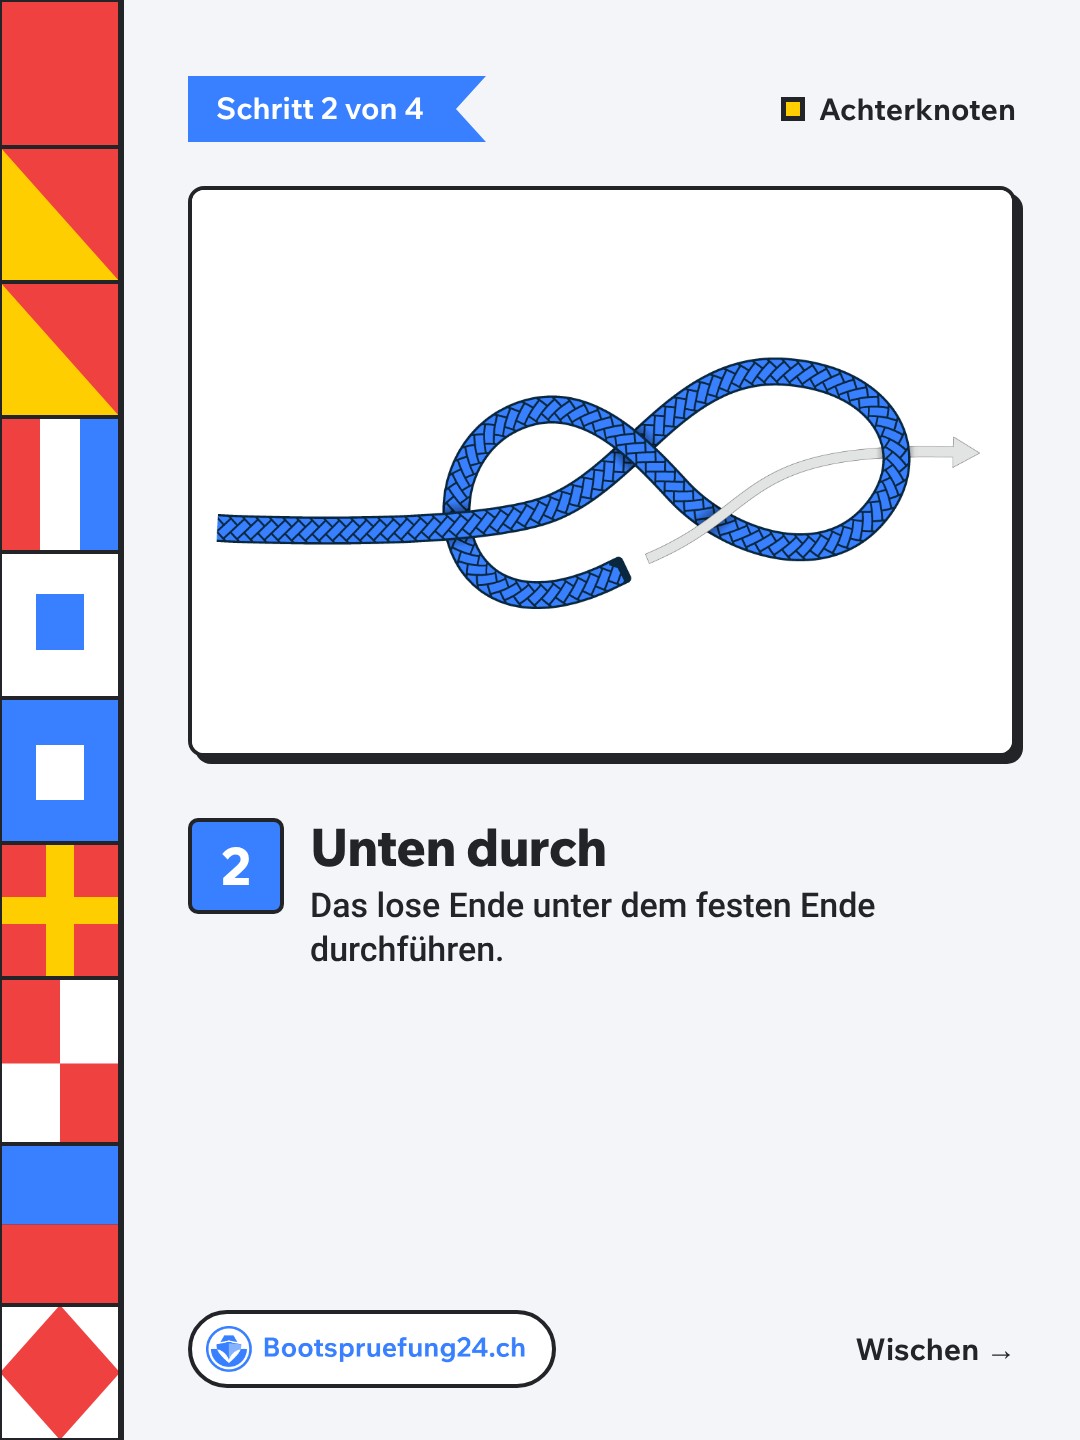 Schritt 2 von 4
Achterknoten
2
Unten durch
Das lose Ende unter dem festen Ende
durchführen.
Bootspruefung24.ch
Wischen →